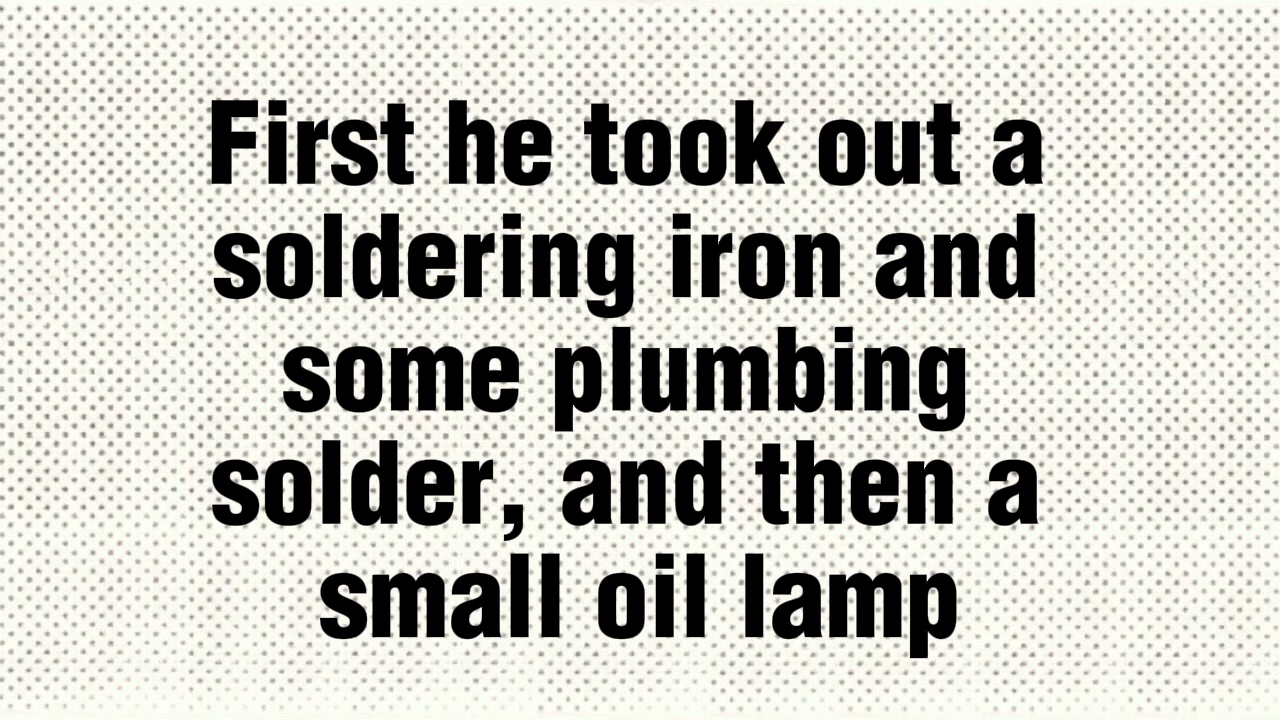 First he took out a
soldering iron and
some plumbing
solder, and then a
small oil lamp